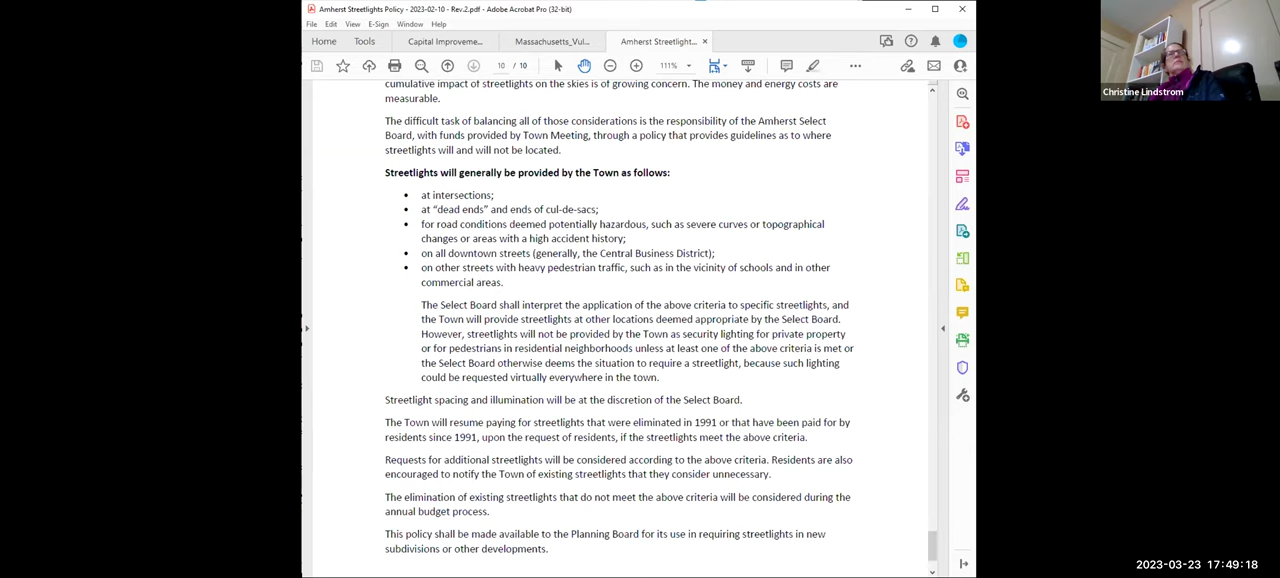 Amherst Streetlights Policy - 2023-02-10 - Rev.2.pdf - Adobe Acrobat Pro (32-bit)
File Edit View E-Sign Window Help
Home Tools Capital Improveme... Massachusetts_Vul... Amherst Streetlight... ×
10 / 10 111%
cumulative impact of streetlights on the skies is of growing concern. The money and energy costs are
measurable.
The difficult task of balancing all of those considerations is the responsibility of the Amherst Select
Board, with funds provided by Town Meeting, through a policy that provides guidelines as to where
streetlights will and will not be located.
Streetlights will generally be provided by the Town as follows:
• at intersections;
• at “dead ends” and ends of cul-de-sacs;
• for road conditions deemed potentially hazardous, such as severe curves or topographical
changes or areas with a high accident history;
• on all downtown streets (generally, the Central Business District);
• on other streets with heavy pedestrian traffic, such as in the vicinity of schools and in other
commercial areas.
The Select Board shall interpret the application of the above criteria to specific streetlights, and
the Town will provide streetlights at other locations deemed appropriate by the Select Board.
However, streetlights will not be provided by the Town as security lighting for private property
or for pedestrians in residential neighborhoods unless at least one of the above criteria is met or
the Select Board otherwise deems the situation to require a streetlight, because such lighting
could be requested virtually everywhere in the town.
Streetlight spacing and illumination will be at the discretion of the Select Board.
The Town will resume paying for streetlights that were eliminated in 1991 or that have been paid for by
residents since 1991, upon the request of residents, if the streetlights meet the above criteria.
Requests for additional streetlights will be considered according to the above criteria. Residents are also
encouraged to notify the Town of existing streetlights that they consider unnecessary.
The elimination of existing streetlights that do not meet the above criteria will be considered during the
annual budget process.
This policy shall be made available to the Planning Board for its use in requiring streetlights in new
subdivisions or other developments.
Christine Lindstrom
2023-03-23 17:49:18